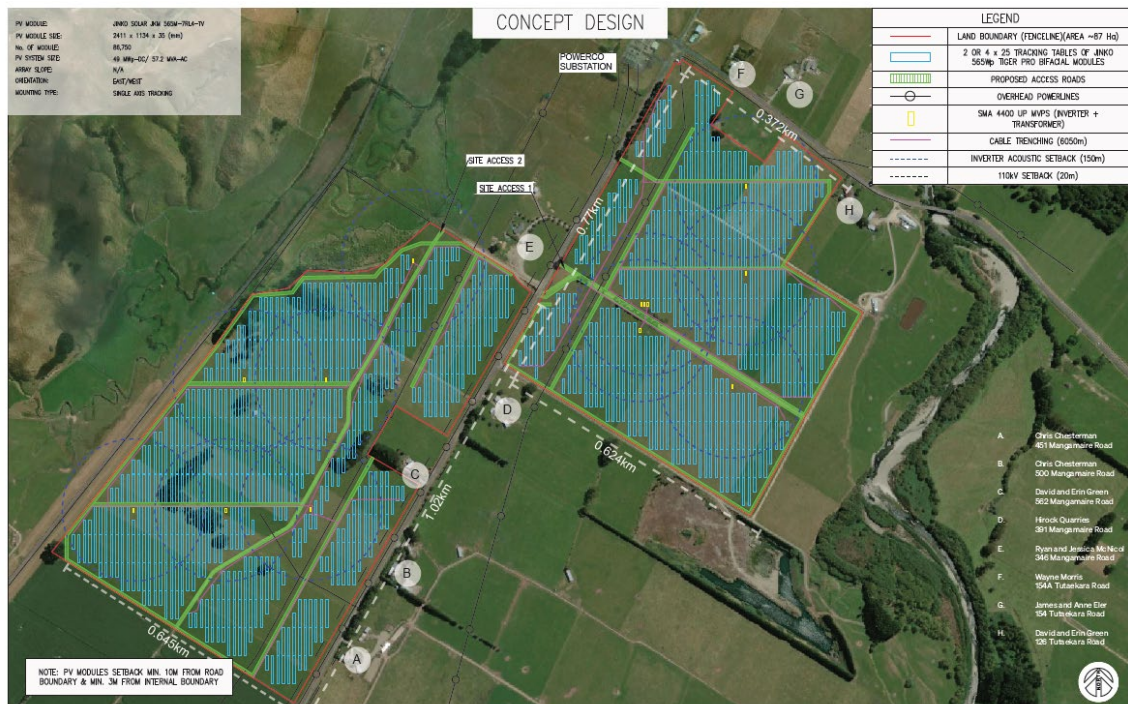 CONCEPT DESIGN
PV MODULE: JINKO SOLAR JKM 565M-7RL4-TV
PV MODULE SIZE: 2411 x 1134 x 35 (mm)
No. OF MODULE: 86,750
PV SYSTEM SIZE: 49 MWp-DC/ 57.2 MVA-AC
ARRAY SLOPE: N/A
ORIENTATION: EAST/WEST
MOUNTING TYPE: SINGLE AXIS TRACKING
LEGEND
LAND BOUNDARY (FENCELINE)(AREA ~87 Ha)
2 OR 4 x 25 TRACKING TABLES OF JINKO
565Wp TIGER PRO BIFACIAL MODULES
PROPOSED ACCESS ROADS
OVERHEAD POWERLINES
SMA 4400 UP MVPS (INVERTER +
TRANSFORMER)
CABLE TRENCHING (6050m)
INVERTER ACOUSTIC SETBACK (150m)
110kV SETBACK (20m)
POWERCO
SUBSTATION
F
G
0.372km
SITE ACCESS 2
SITE ACCESS 1
H
0.77km
E
D
0.624km
C
1.02km
B
A
0.645km
A. Chris Chesterman
451 Mangamaire Road
B. Chris Chesterman
500 Mangamaire Road
C. David and Erin Green
562 Mangamaire Road
D. Hirock Quarries
391 Mangamaire Road
E. Ryan and Jessica McNicol
346 Mangamaire Road
F. Wayne Morris
154A Tutaekara Road
G. James and Anne Eler
154 Tutaekara Road
H. David and Erin Green
126 Tutaekara Road
NOTE: PV MODULES SETBACK MIN. 10M FROM ROAD
BOUNDARY & MIN. 3M FROM INTERNAL BOUNDARY